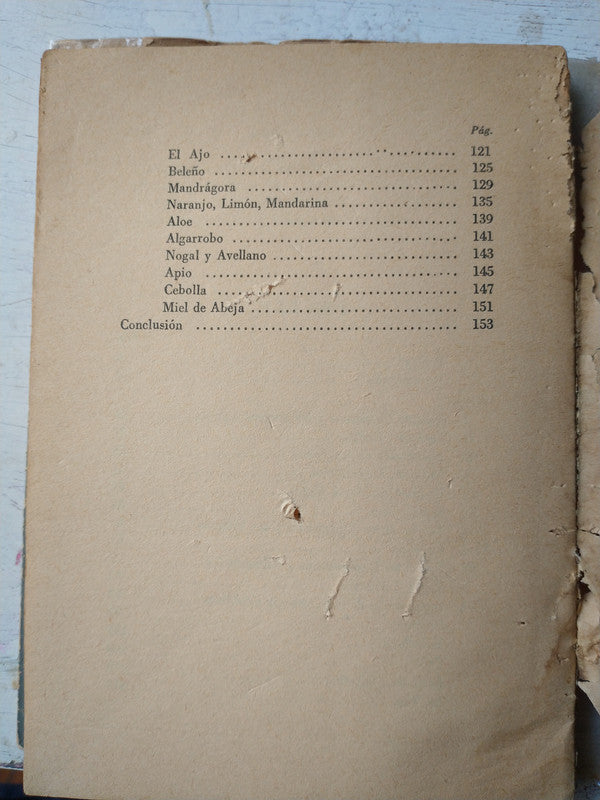 Pág.
El Ajo ........................................ 121
Beleño ........................................ 125
Mandrágora ................................ 129
Naranjo, Limón, Mandarina .................. 135
Aloe ........................................ 139
Algarrobo .................................. 141
Nogal y Avellano ............................ 143
Apio ........................................ 145
Cebolla ..................................... 147
Miel de Abeja ............................... 151
Conclusión ...................................... 153